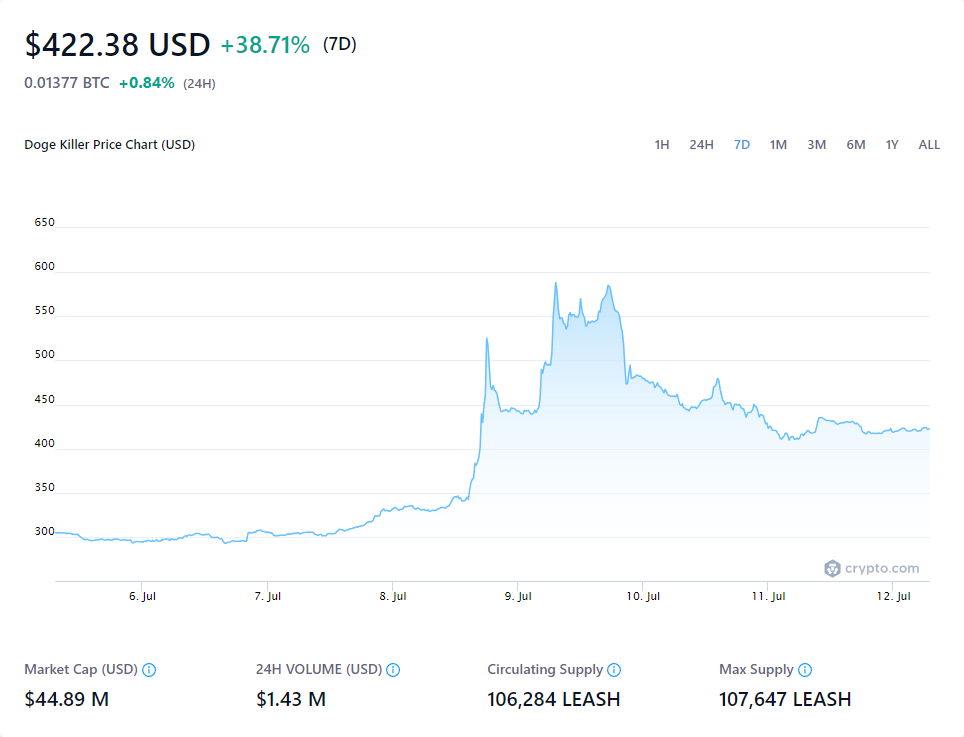 $422.38 USD +38.71% (7D)
0.01377 BTC +0.84% (24H)
Doge Killer Price Chart (USD) 1H 24H 7D 1M 3M 6M 1Y ALL
650
600
550
500
450
400
350
300
crypto.com
6. Jul 7. Jul 8. Jul 9. Jul 10. Jul 11. Jul 12. Jul
Market Cap (USD) 24H VOLUME (USD) Circulating Supply Max Supply
$44.89 M $1.43 M 106,284 LEASH 107,647 LEASH